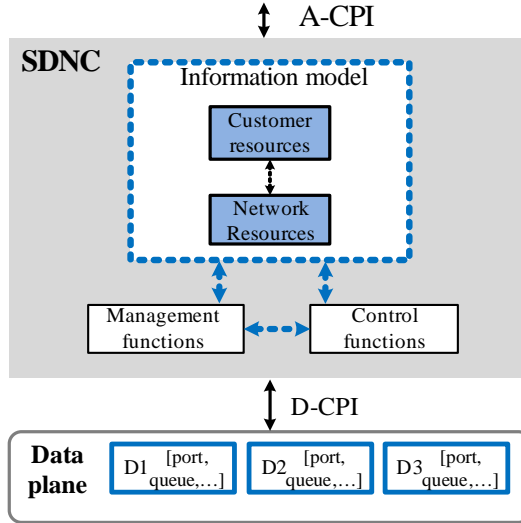 A-CPI
SDNC
Information model
Customer
resources
Network
Resources
Management
functions
Control
functions
D-CPI
Data
plane
D1 [port,
queue,...]
D2 [port,
queue,...]
D3 [port,
queue,...]